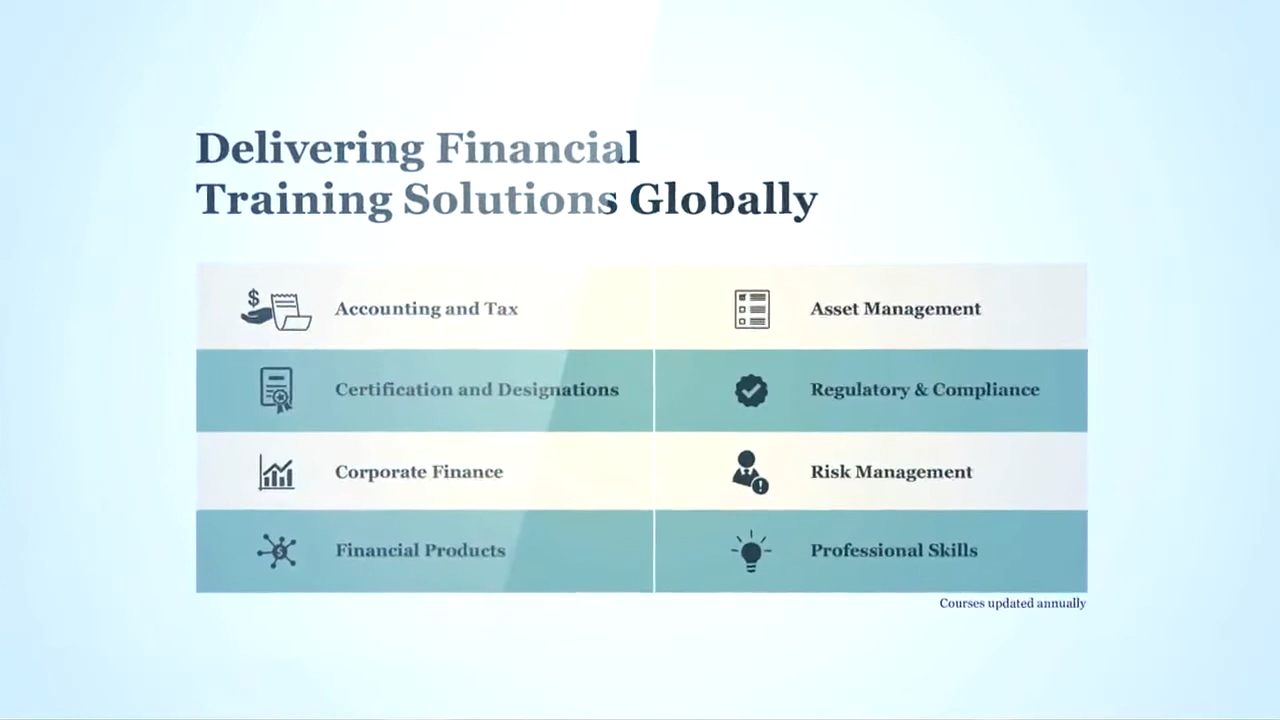 Delivering Financial
Training Solutions Globally
$
Accounting and Tax
Asset Management
Certification and Designations
Regulatory & Compliance
Corporate Finance
!
Risk Management
$
Financial Products
Professional Skills
Courses updated annually